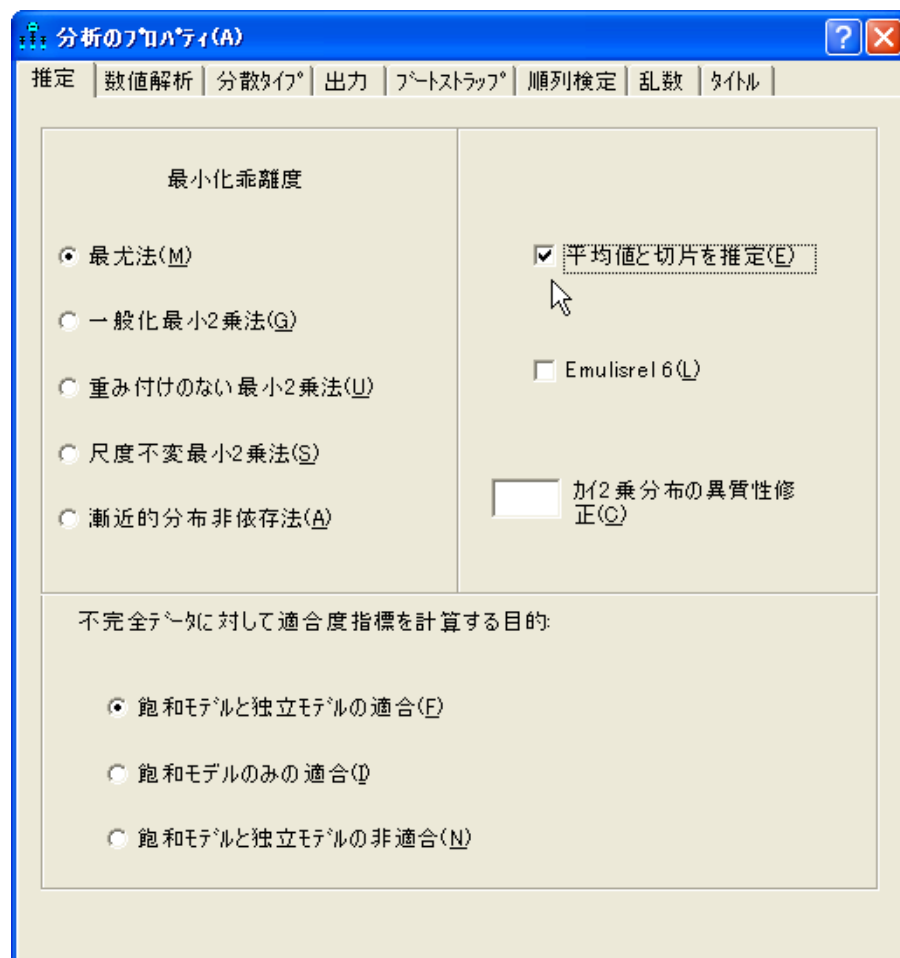 分析のﾌﾟﾛﾊﾟﾃｨ(A)
推定 数値解析 分散ﾀｲﾌﾟ 出力 ﾌﾞｰﾄｽﾄﾗｯﾌﾟ 順列検定 乱数 ﾀｲﾄﾙ
最小化乖離度
最尤法(M)
一般化最小2乗法(G)
重み付けのない最小2乗法(U)
尺度不変最小2乗法(S)
漸近的分布非依存法(A)
平均値と切片を推定(E)
Emulisrel 6(L)
ｶｲ2乗分布の異質性修
正(C)
不完全ﾃﾞｰﾀに対して適合度指標を計算する目的:
飽和ﾓﾃﾞﾙと独立ﾓﾃﾞﾙの適合(F)
飽和モデルのみの適合(I)
飽和ﾓﾃﾞﾙと独立ﾓﾃﾞﾙの非適合(N)